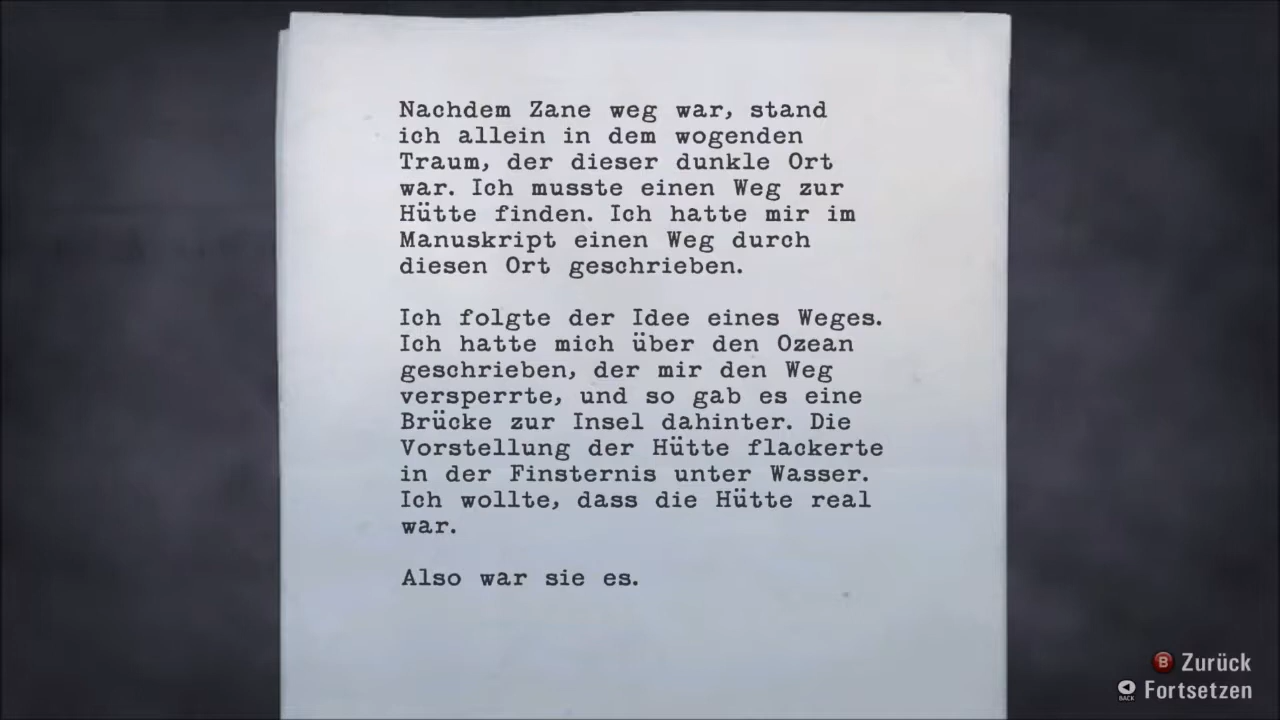 Nachdem Zane weg war, stand
ich allein in dem wogenden
Traum, der dieser dunkle Ort
war. Ich musste einen Weg zur
Hütte finden. Ich hatte mir im
Manuskript einen Weg durch
diesen Ort geschrieben.
Ich folgte der Idee eines Weges.
Ich hatte mich über den Ozean
geschrieben, der mir den Weg
versperrte, und so gab es eine
Brücke zur Insel dahinter. Die
Vorstellung der Hütte flackerte
in der Finsternis unter Wasser.
Ich wollte, dass die Hütte real
war.
Also war sie es.
B Zurück
BACK Fortsetzen